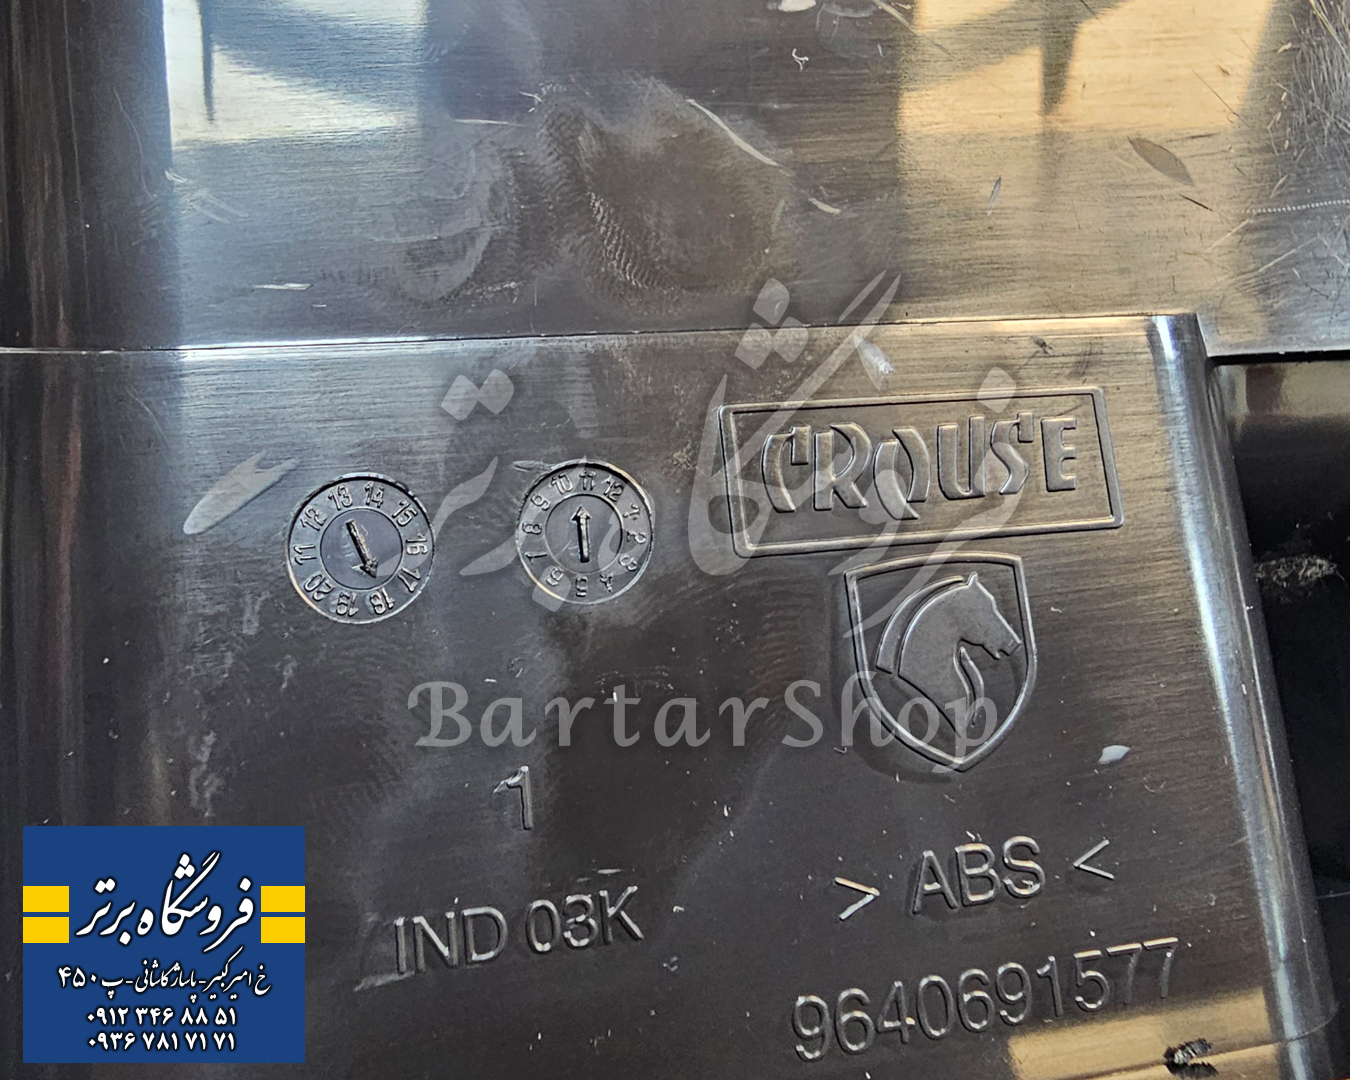 CROUSE
12 13 14 15 16 17 18 19 20 11
10 11 12 1 2 3 4 5 6 7 8 9
فروشگاه برتر
BartarShop
1
> ABS <
IND 03K
9640691577
فروشگاه برتر
خ امیرکبیر-پاساژ کاشانی-پ ۴۵۰
۰۹۱۲ ۳۴۶ ۸۸ ۵۱
۰۹۳۶ ۷۸۱ ۷۱ ۷۱